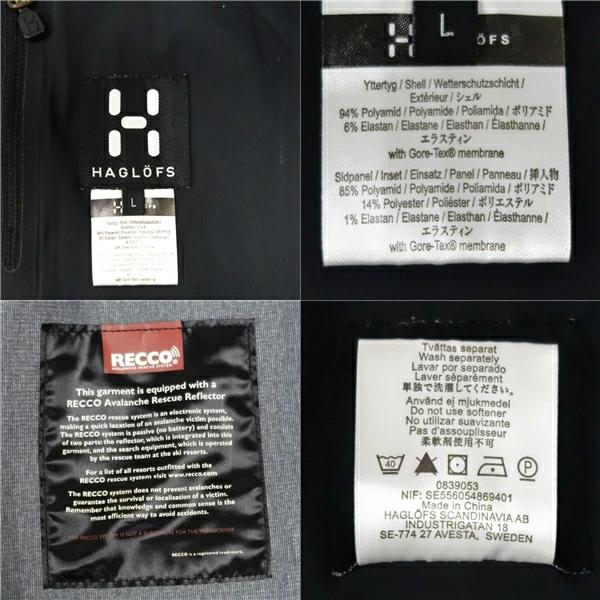 HAGLÖFS
L
L
HAGLÖFS
Yttertyg / Shell / Wetterschutzschicht /
Extérieur / シェル
94% Polyamid / Polyamide / Poliamida / ポリアミド
6% Elastan / Elastane / Elasthan / Élasthanne /
エラスティン
with Gore-Tex® membrane
Sidpanel / Inset / Einsatz / Panel / Panneau / 挿入物
85% Polyamid / Polyamide / Poliamida / ポリアミド
14% Polyester / Poliéster / ポリエステル
1% Elastan / Elastane / Elasthan / Élasthanne /
エラスティン
with Gore-Tex® membrane
RECCO
AVALANCHE RESCUE SYSTEM
This garment is equipped with a
RECCO Avalanche Rescue Reflector
The RECCO rescue system is an electronic system,
making a quick location of an avalanche victim possible.
The RECCO system is passive (no battery) and consists
of two parts: the reflector, which is integrated into this
garment, and the search equipment, which is operated
by the rescue team at the ski resorts.
For a list of all resorts outfitted with the
RECCO rescue system visit www.recco.com
The RECCO system does not prevent avalanches or
guarantee the survival or localisation of a victim.
Remember that knowledge and common sense is the
most efficient way to avoid accidents.
THE RECCO SYSTEM IS NOT A SUBSTITUTE FOR THE TRANSCEIVER
RECCO is a registered trademark.
Tvättas separat
Wash separately
Lavar por separado
Laver séparément
単独で洗濯してください。
Använd ej mjukmedel
Do not use softener
No utilizar suavizante
Pas d'assouplisseur
柔軟剤使用不可
40
P
0839053
NIF: SE556054869401
Made in China
HAGLÖFS SCANDINAVIA AB
INDUSTRIGATAN 18
SE-774 27 AVESTA, SWEDEN